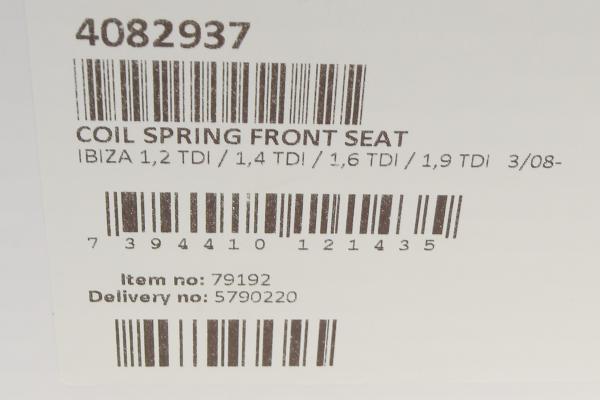 4082937
COIL SPRING FRONT SEAT
IBIZA 1,2 TDI / 1,4 TDI / 1,6 TDI / 1,9 TDI 3/08-
7 394410 121435
Item no: 79192
Delivery no: 5790220